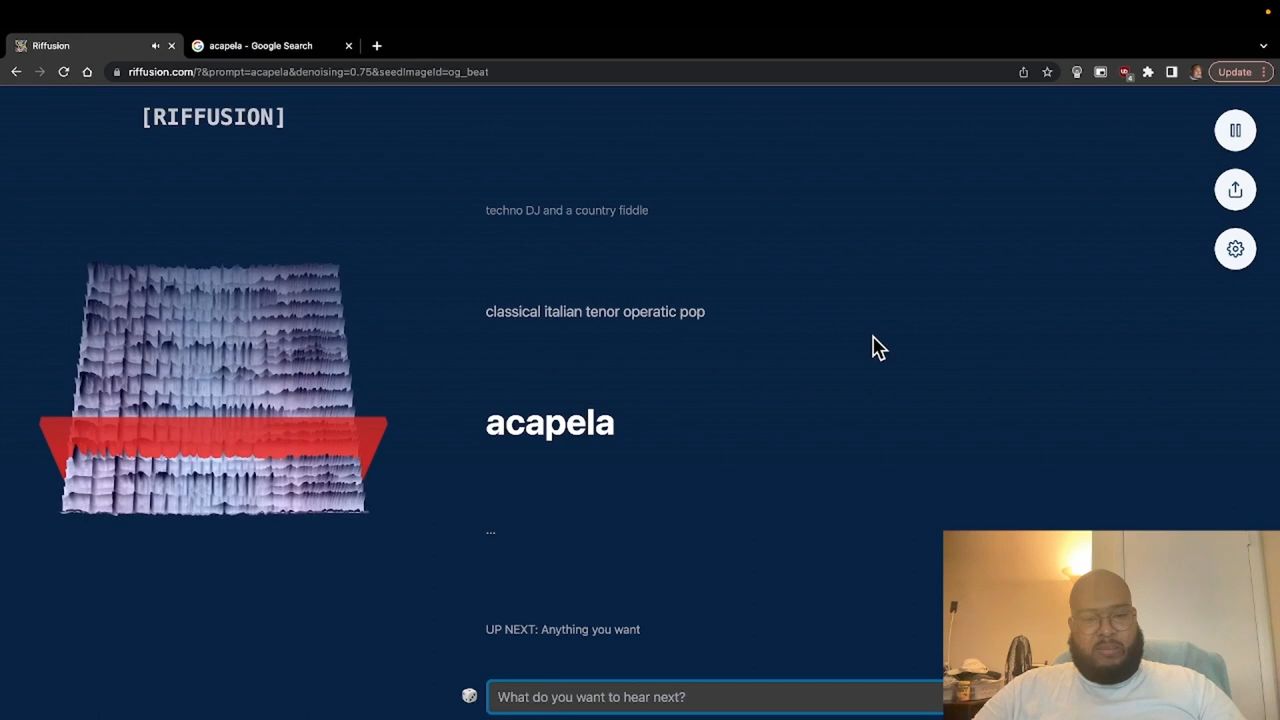 Riffusion
acapela - Google Search
riffusion.com/?&prompt=acapela&denoising=0.75&seedImageId=og_beat
Update
[RIFFUSION]
techno DJ and a country fiddle
classical italian tenor operatic pop
acapela
...
UP NEXT: Anything you want
What do you want to hear next?